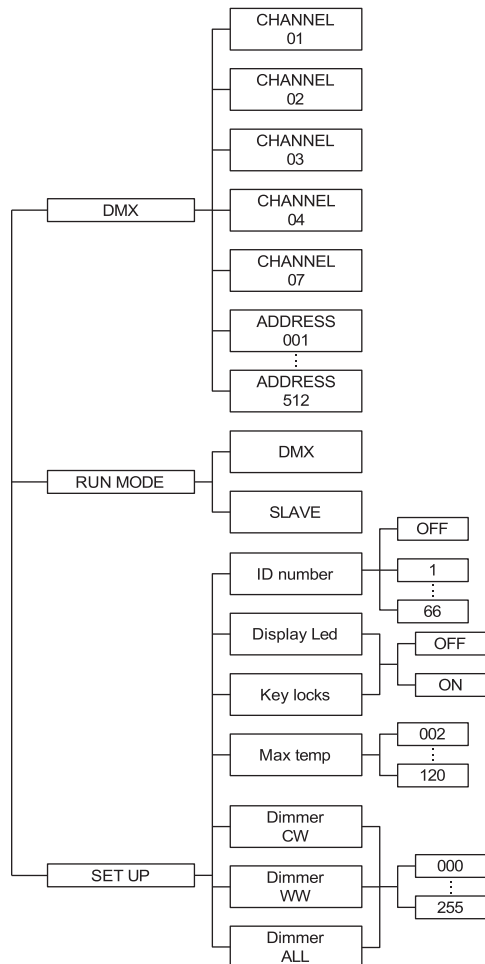 CHANNEL
01
CHANNEL
02
CHANNEL
03
DMX
CHANNEL
04
CHANNEL
07
ADDRESS
001
ADDRESS
512
RUN MODE
DMX
SLAVE
ID number
OFF
1
66
Display Led
Key locks
OFF
ON
Max temp
002
120
SET UP
Dimmer
CW
Dimmer
WW
Dimmer
ALL
000
255